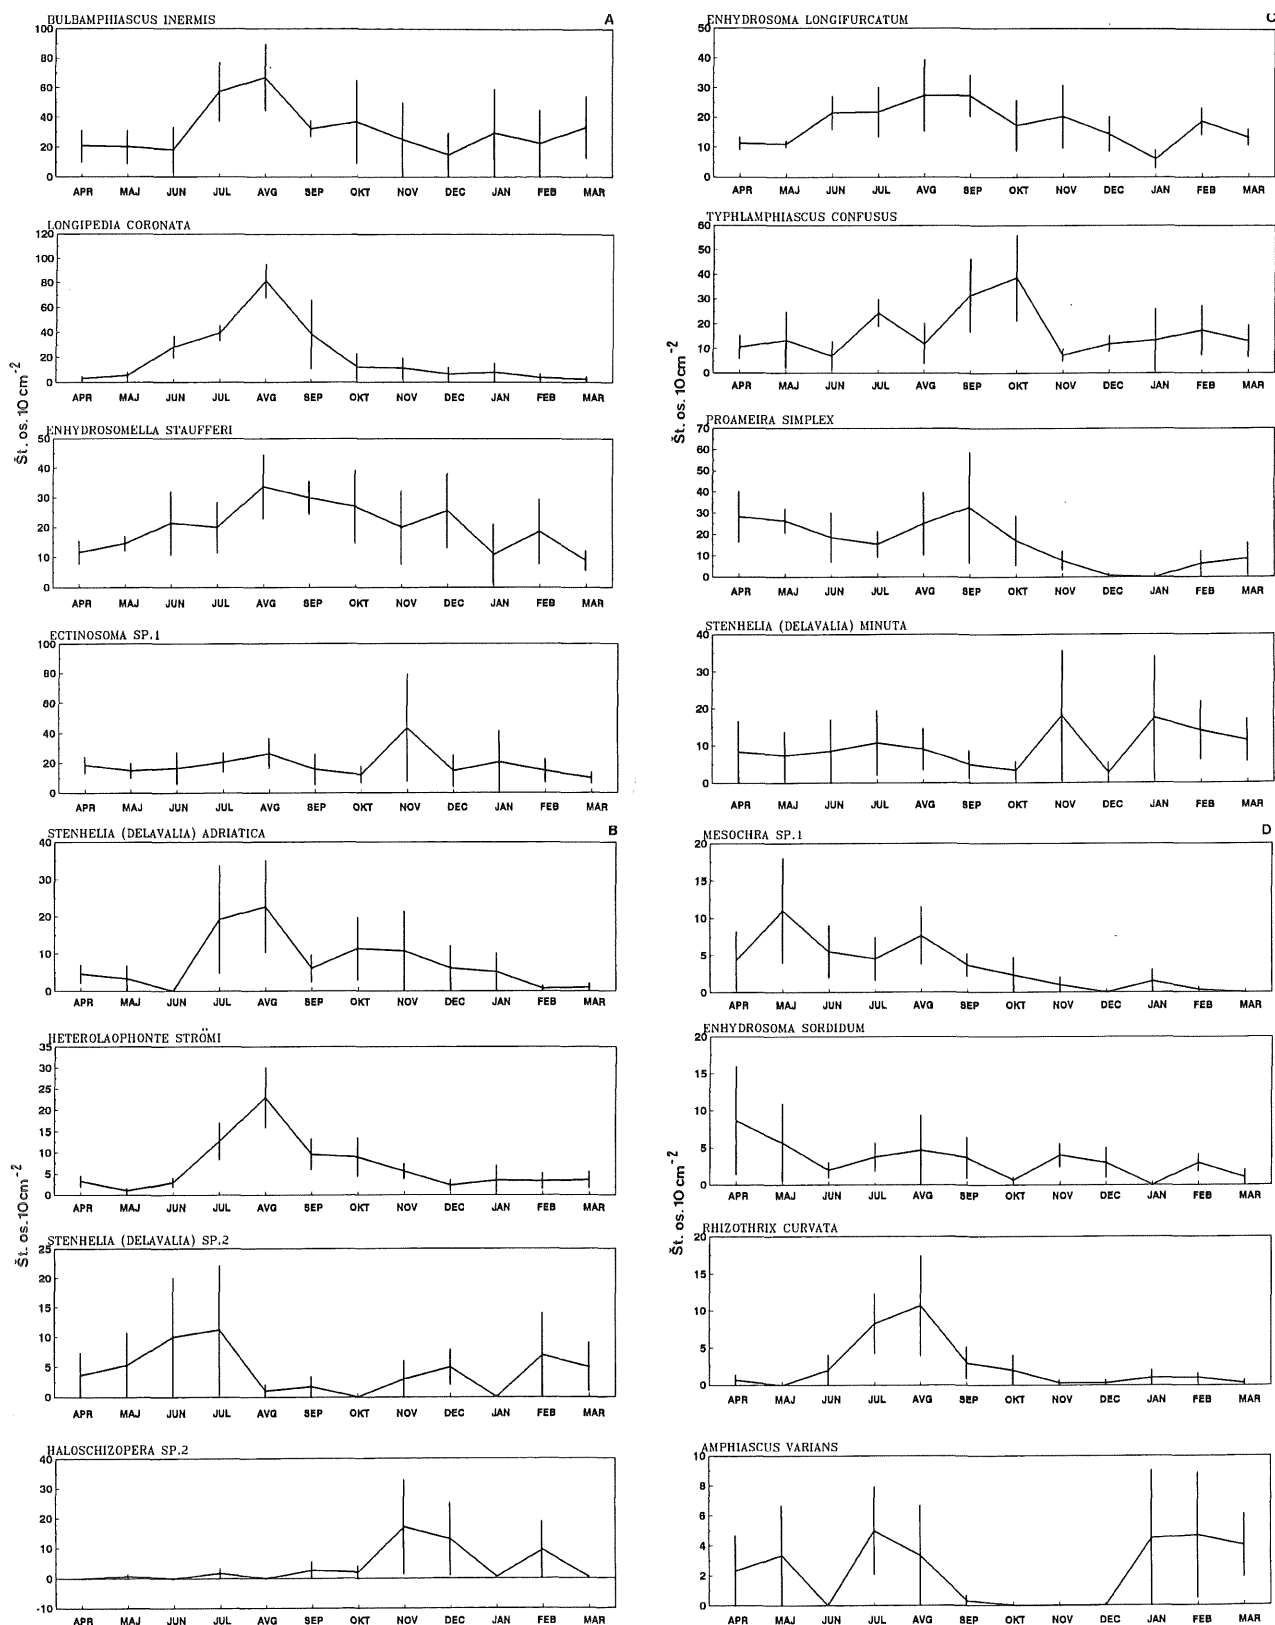 BULBAMPHIASCUS INERMIS A
100
80
60
40
20
0
APR MAJ JUN JUL AVG SEP OKT NOV DEC JAN FEB MAR
LONGIPEDIA CORONATA
120
100
80
60
40
20
0
APR MAJ JUN JUL AVG SEP OKT NOV DEC JAN FEB MAR
Št. os. 10 cm-2
ENHYDROSOMELLA STAUFFERI
50
40
30
20
10
0
APR MAJ JUN JUL AVG SEP OKT NOV DEC JAN FEB MAR
ECTINOSOMA SP.1
100
80
60
40
20
0
APR MAJ JUN JUL AVG SEP OKT NOV DEC JAN FEB MAR
STENHELIA (DELAVALIA) ADRIATICA B
40
30
20
10
0
APR MAJ JUN JUL AVG SEP OKT NOV DEC JAN FEB MAR
HETEROLAOPHONTE STRÖMI
35
30
25
20
15
10
5
0
APR MAJ JUN JUL AVG SEP OKT NOV DEC JAN FEB MAR
Št. os. 10 cm-2
STENHELIA (DELAVALIA) SP.2
25
20
15
10
5
0
APR MAJ JUN JUL AVG SEP OKT NOV DEC JAN FEB MAR
HALOSCHIZOPERA SP.2
40
30
20
10
0
-10
APR MAJ JUN JUL AVG SEP OKT NOV DEC JAN FEB MAR
ENHYDROSOMA LONGIFURCATUM C
50
40
30
20
10
0
APR MAJ JUN JUL AVG SEP OKT NOV DEC JAN FEB MAR
TYPHLAMPHIASCUS CONFUSUS
60
50
40
30
20
10
0
APR MAJ JUN JUL AVG SEP OKT NOV DEC JAN FEB MAR
Št. os. 10 cm-2
PROAMEIRA SIMPLEX
70
60
50
40
30
20
10
0
APR MAJ JUN JUL AVG SEP OKT NOV DEC JAN FEB MAR
STENHELIA (DELAVALIA) MINUTA
40
30
20
10
0
APR MAJ JUN JUL AVG SEP OKT NOV DEC JAN FEB MAR
MESOCHRA SP.1 D
20
15
10
5
0
APR MAJ JUN JUL AVG SEP OKT NOV DEC JAN FEB MAR
ENHYDROSOMA SORDIDUM
20
15
10
5
0
APR MAJ JUN JUL AVG SEP OKT NOV DEC JAN FEB MAR
Št. os. 10 cm-2
RHIZOTHRIX CURVATA
20
15
10
5
0
APR MAJ JUN JUL AVG SEP OKT NOV DEC JAN FEB MAR
AMPHIASCUS VARIANS
10
8
6
4
2
0
APR MAJ JUN JUL AVG SEP OKT NOV DEC JAN FEB MAR